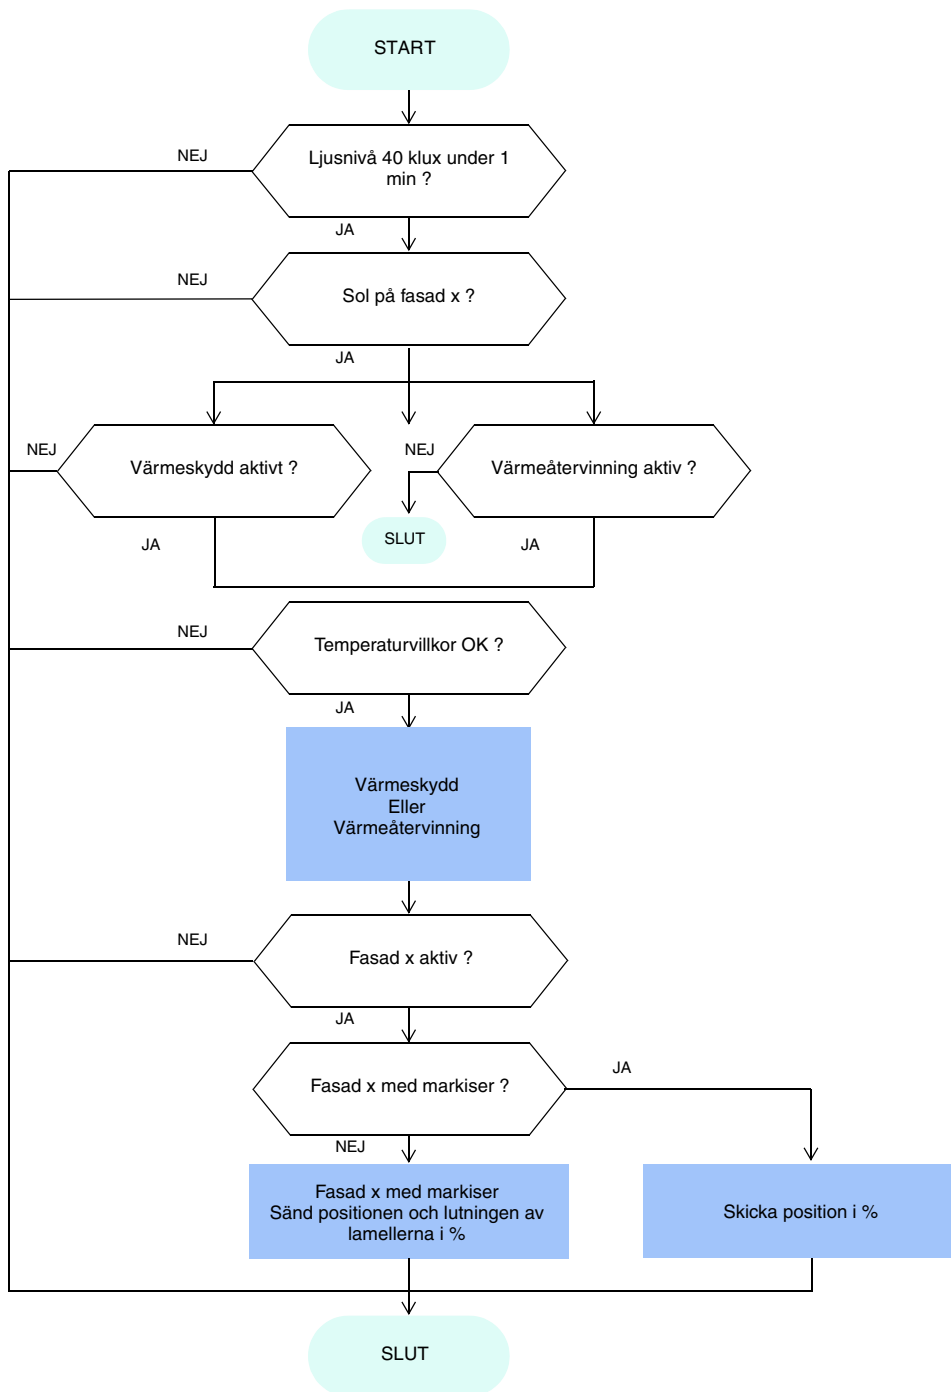 START
NEJ
Ljusnivå 40 klux under 1
min ?
JA
NEJ
Sol på fasad x ?
JA
NEJ
Värmeskydd aktivt ?
NEJ
Värmeåtervinning aktiv ?
JA
SLUT
JA
NEJ
Temperaturvillkor OK ?
JA
Värmeskydd
Eller
Värmeåtervinning
NEJ
Fasad x aktiv ?
JA
Fasad x med markiser ?
JA
NEJ
Fasad x med markiser
Sänd positionen och lutningen av
lamellerna i %
Skicka position i %
SLUT